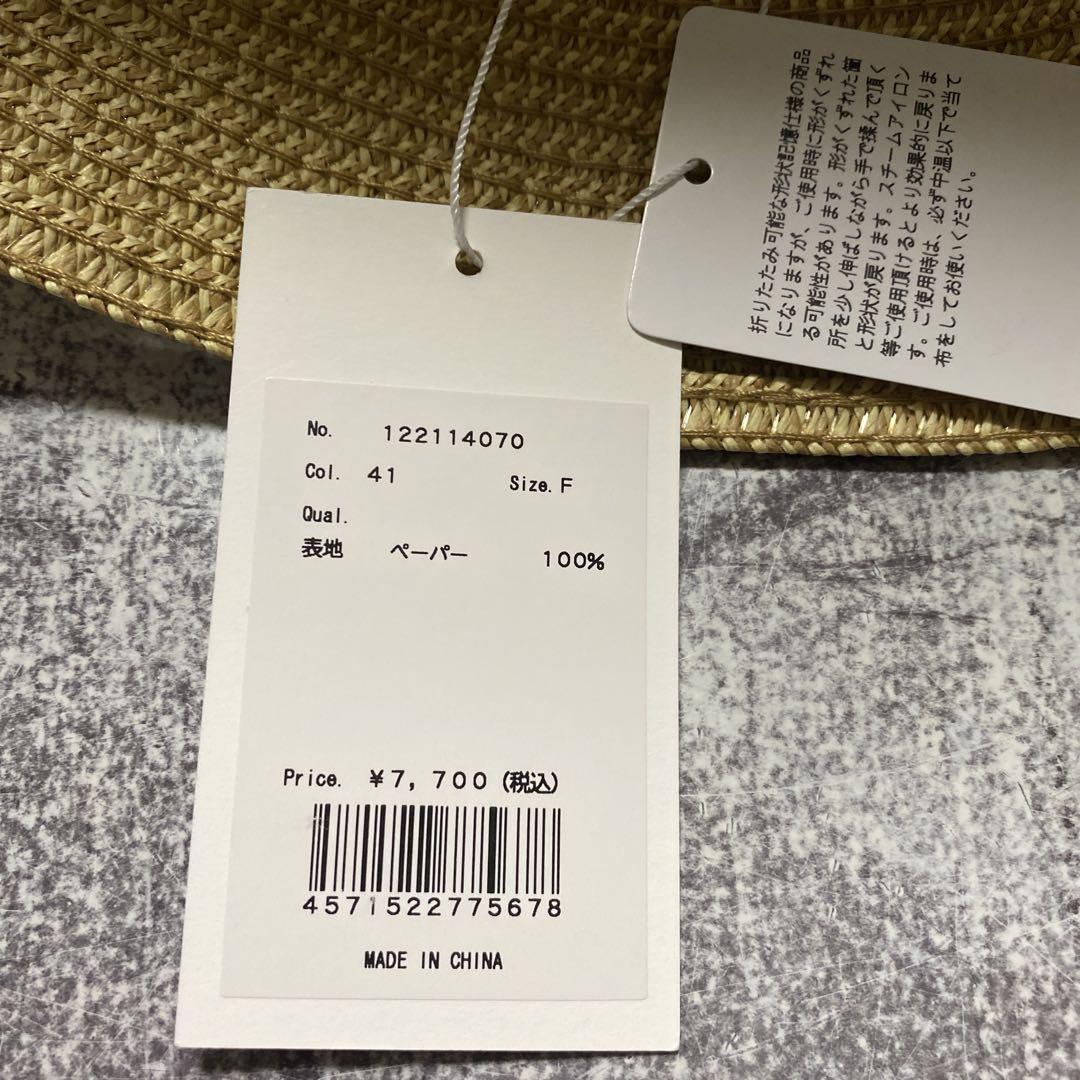 折りたたみ可能な形状記憶仕様の商品
になりますが、ご使用時に形がくずれ
る可能性があります。形がくずれた箇
所を少し伸ばしながら手で揉んで頂く
と形状が戻ります。スチームアイロン
等ご使用頂けるとより効果的に戻りま
す。ご使用時は、必ず中温以下で当て
布をしてお使いください。
No. 122114070
Col. 41 Size. F
Qual.
表地 ペーパー 100%
Price. ¥7,700 (税込)
4571522775678
MADE IN CHINA